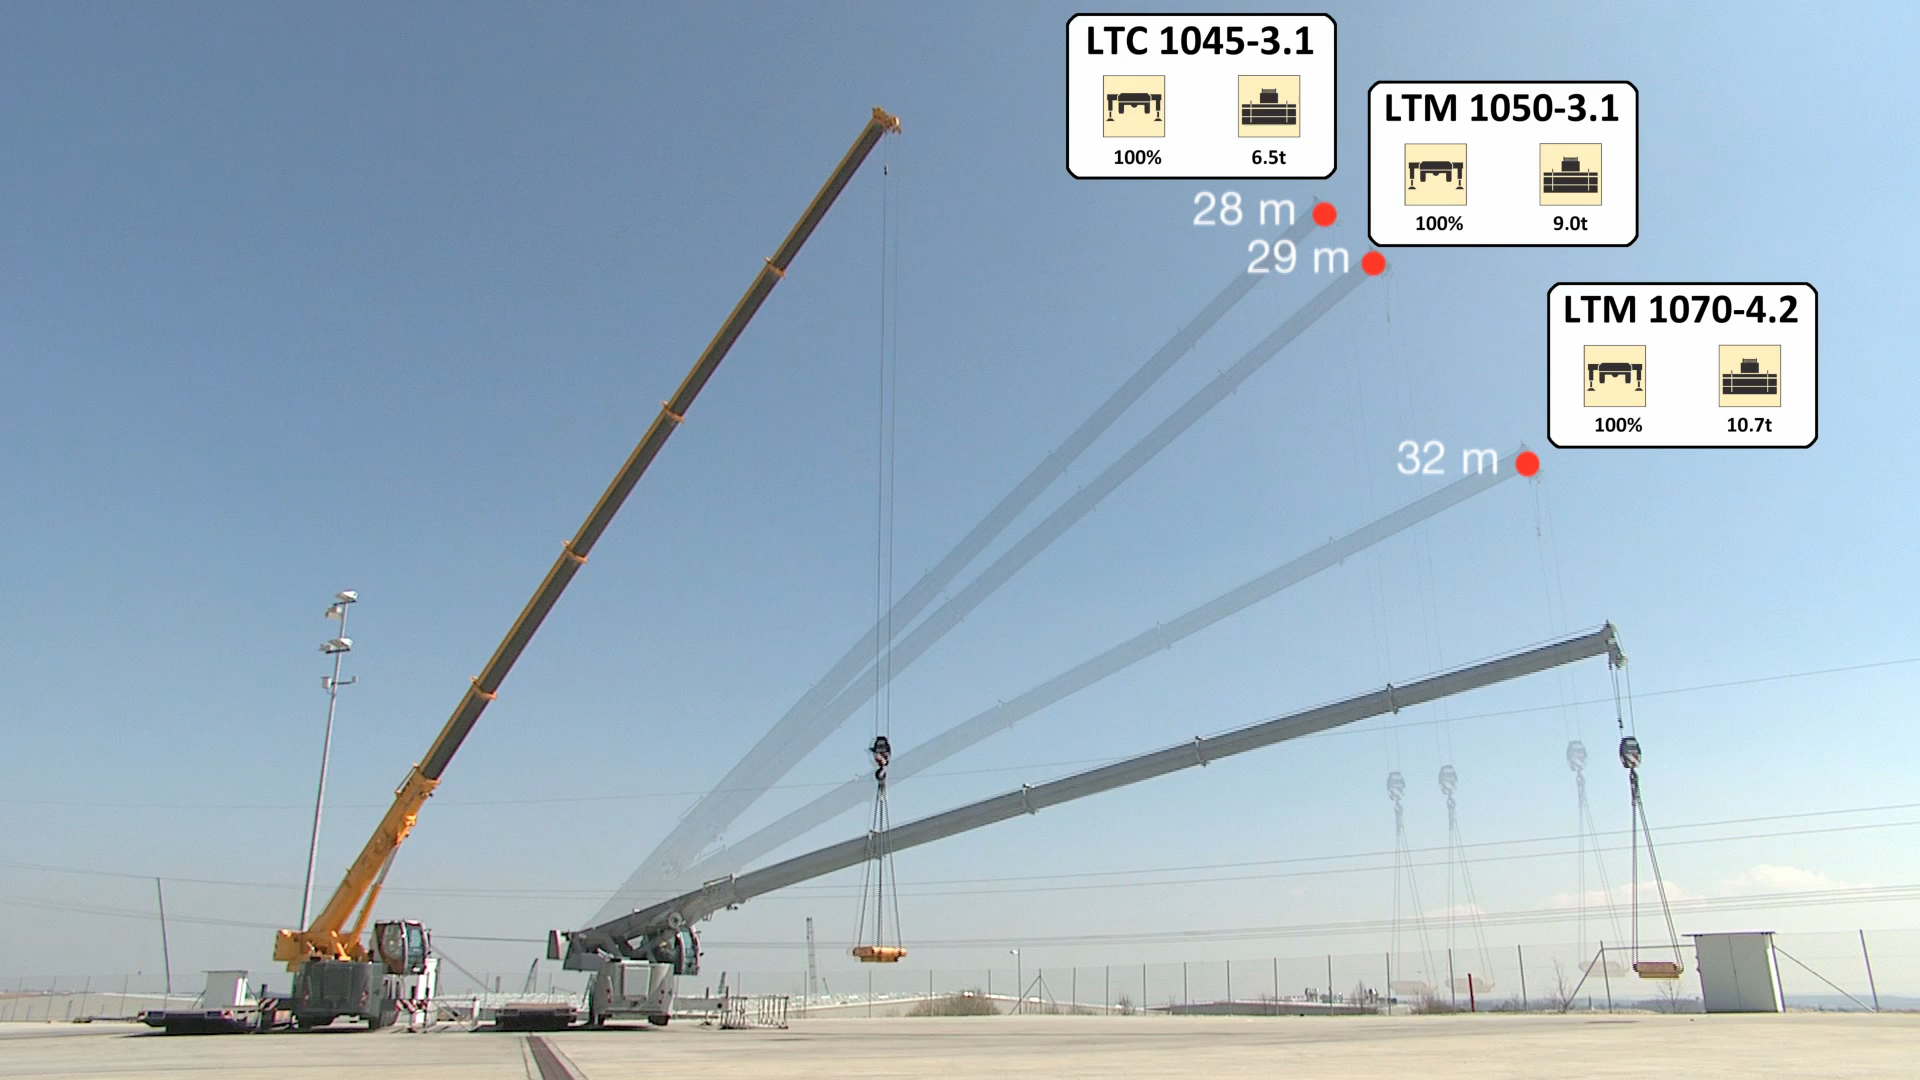 LTC 1045-3.1
100% 6.5t
LTM 1050-3.1
100% 9.0t
28 m
29 m
LTM 1070-4.2
100% 10.7t
32 m